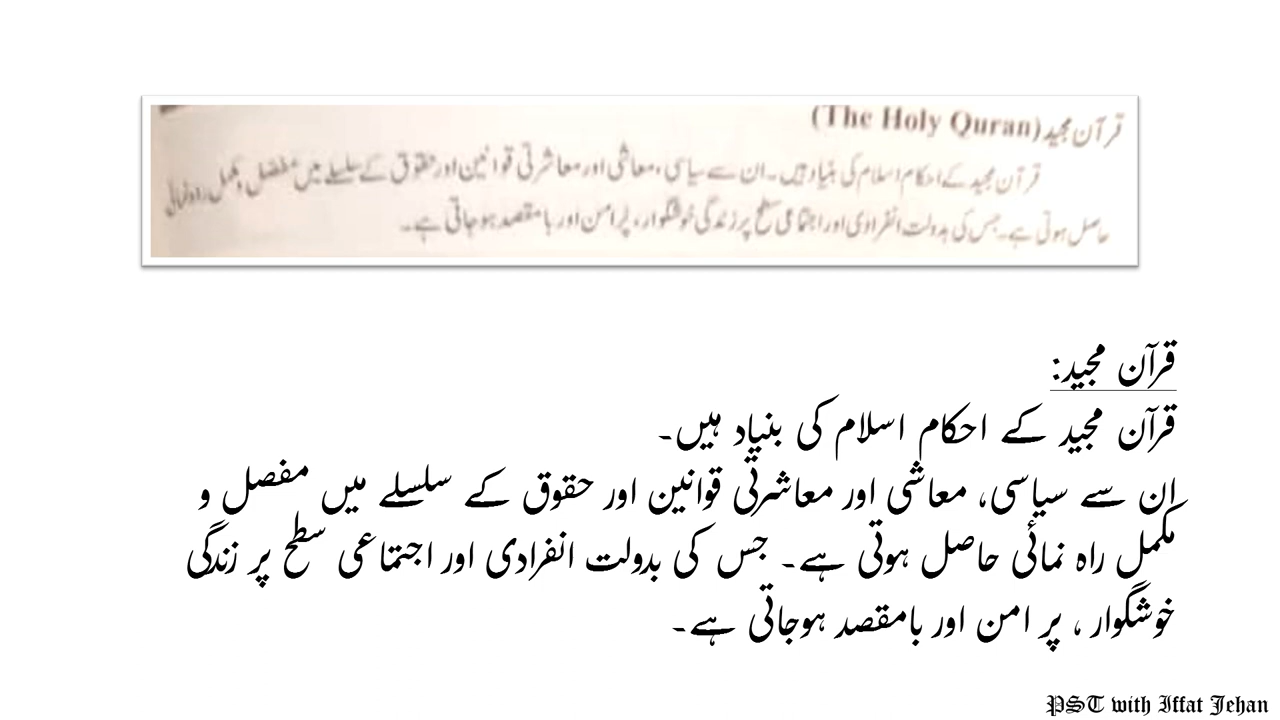 قرآن مجید (The Holy Quran)
قرآن مجید کے احکام اسلام کی بنیاد ہیں۔ ان سے سیاسی، معاشی اور معاشرتی قوانین اور حقوق کے سلسلے میں مفصل و مکمل راہ نمائی
حاصل ہوتی ہے۔ جس کی بدولت انفرادی اور اجتماعی سطح پر زندگی خوشگوار، پُر امن اور بامقصد ہو جاتی ہے۔
قرآن مجید:
قرآن مجید کے احکام اسلام کی بنیاد ہیں۔
ان سے سیاسی، معاشی اور معاشرتی قوانین اور حقوق کے سلسلے میں مفصل و
مکمل راہ نمائی حاصل ہوتی ہے۔ جس کی بدولت انفرادی اور اجتماعی سطح پر زندگی
خوشگوار ، پر امن اور بامقصد ہوجاتی ہے۔
PST with Iffat Jehan